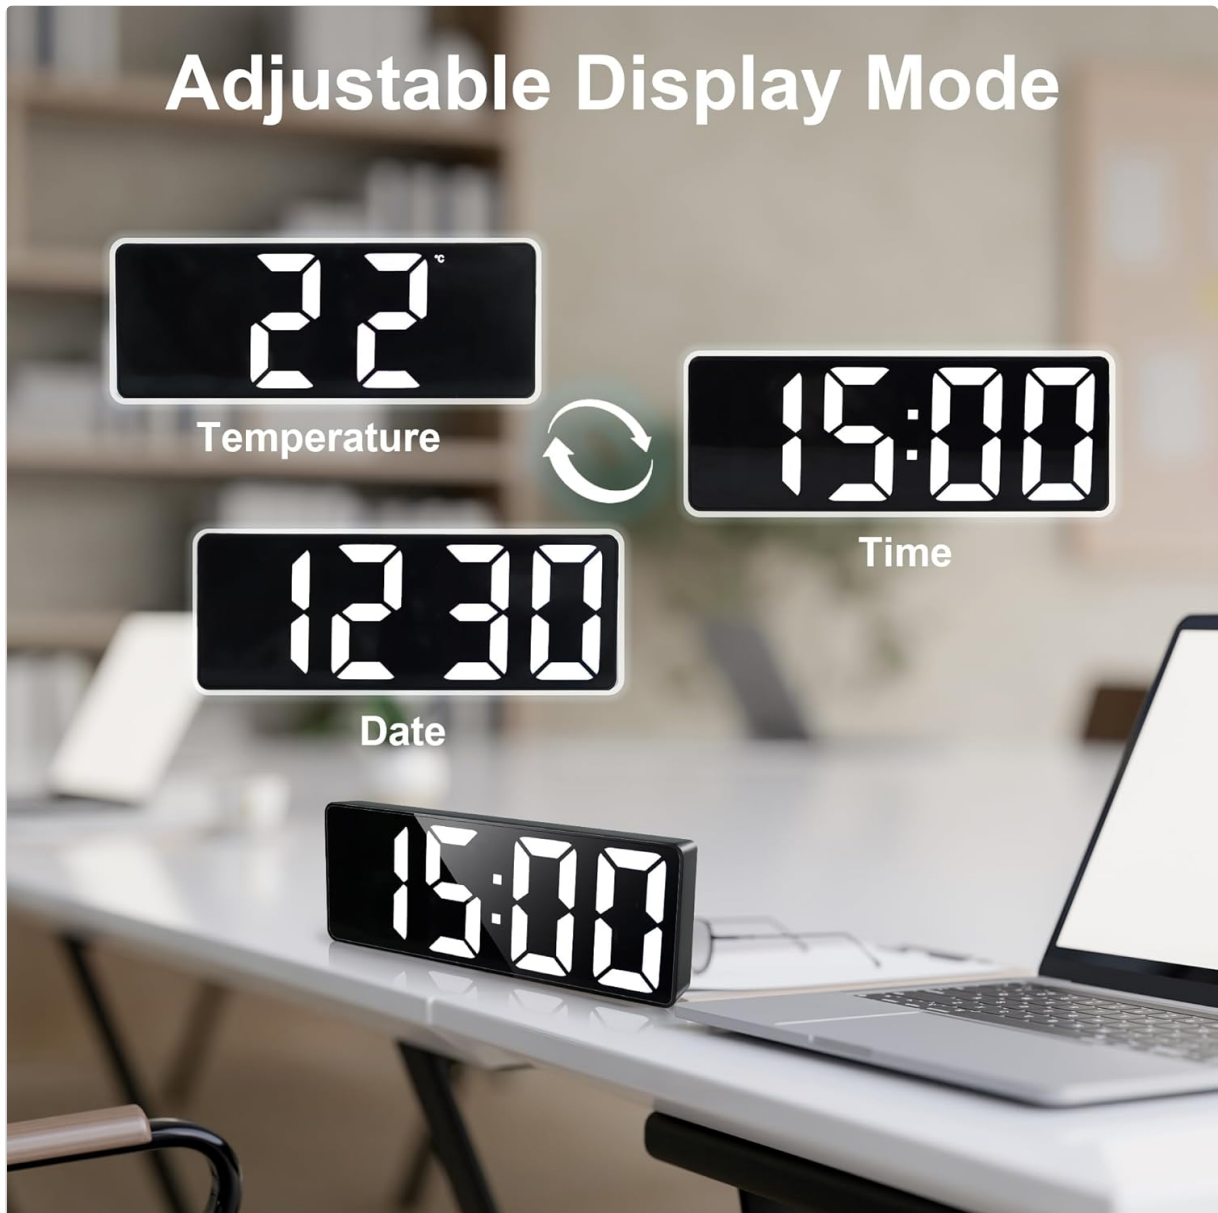 Adjustable Display Mode
22 °C
Temperature
15:00
Time
12 30
Date
15:00